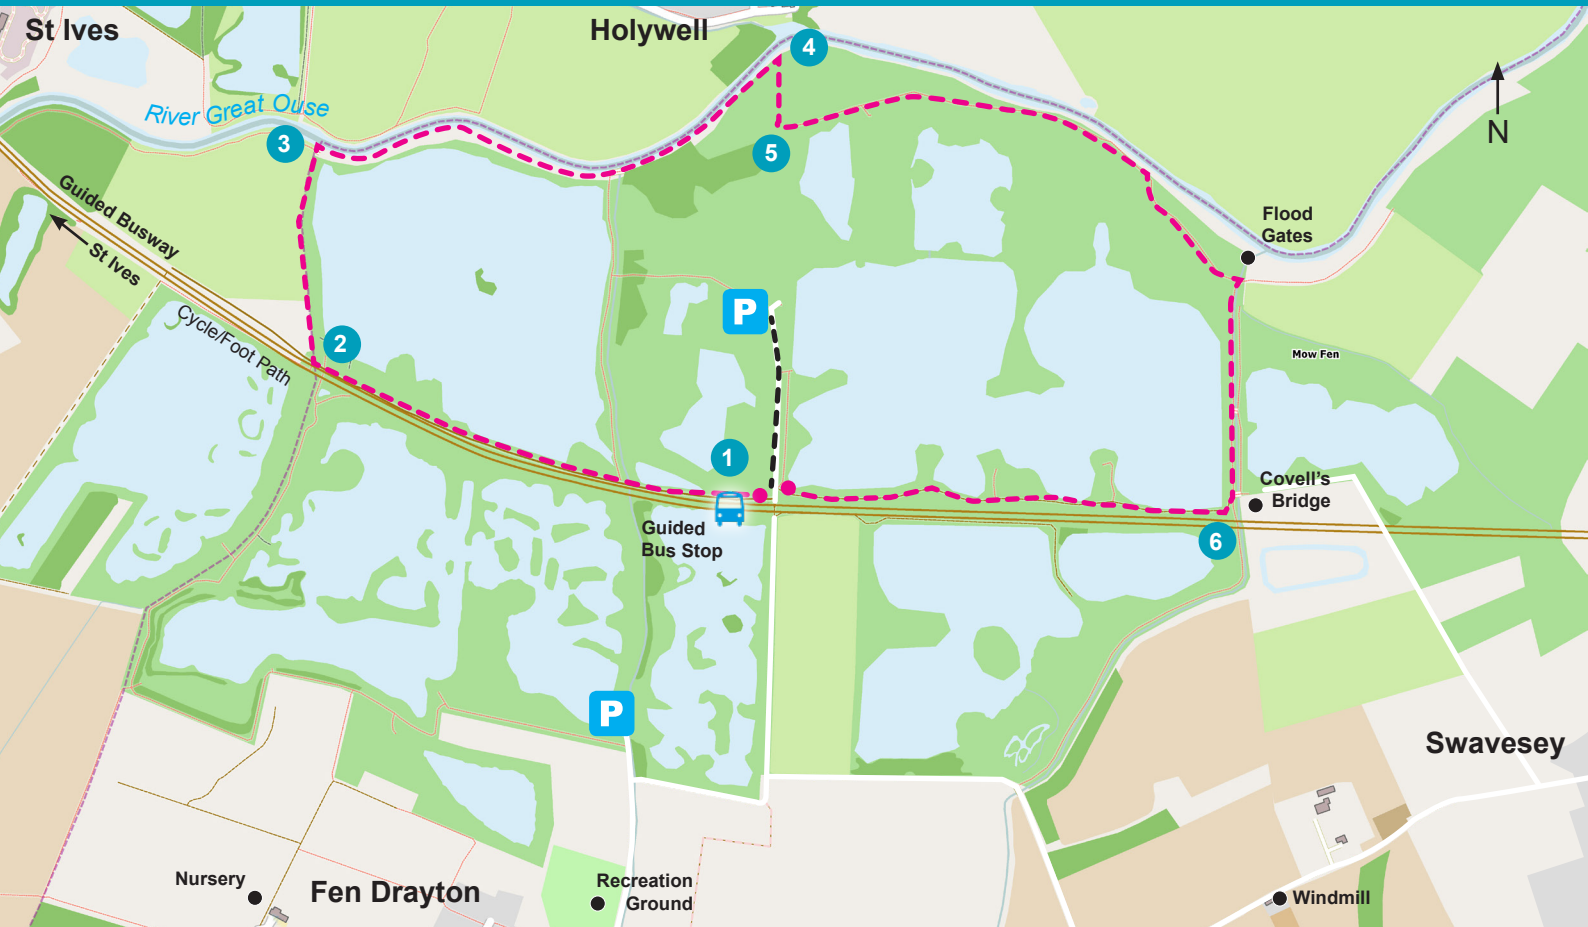 St Ives
Holywell
4
River Great Ouse
3
5
N
Guided Busway
St Ives
Flood
Gates
P
Cycle/Foot Path
2
Mow Fen
1
Covell's
Bridge
Guided
Bus Stop
6
P
Swavesey
Nursery
Fen Drayton
Recreation
Ground
Windmill